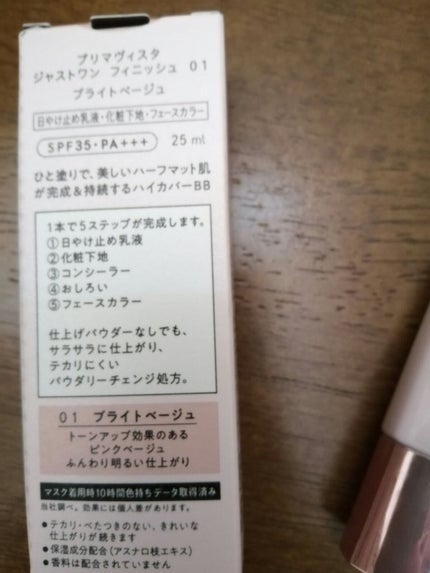 プリマヴィスタ
ジャストワン フィニッシュ 01
ブライトベージュ
日やけ止め乳液・化粧下地・フェースカラー
SPF35・PA+++ 25ml
ひと塗りで、美しいハーフマット肌
が完成&持続するハイカバーBB
1本で5ステップが完成します。
①日やけ止め乳液
②化粧下地
③コンシーラー
④おしろい
⑤フェースカラー
仕上げパウダーなしでも、
サラサラに仕上がり、
テカリにくい
パウダリーチェンジ処方。
01 ブライトベージュ
トーンアップ効果のある
ピンクベージュ
ふんわり明るい仕上がり
マスク着用時10時間色持ちデータ取得済み
当社調べ。効果には個人差があります。
●テカリ・べたつきのない、きれいな
仕上がりが続きます
●保湿成分配合(アスナロ枝エキス)
●香料は配合されていません